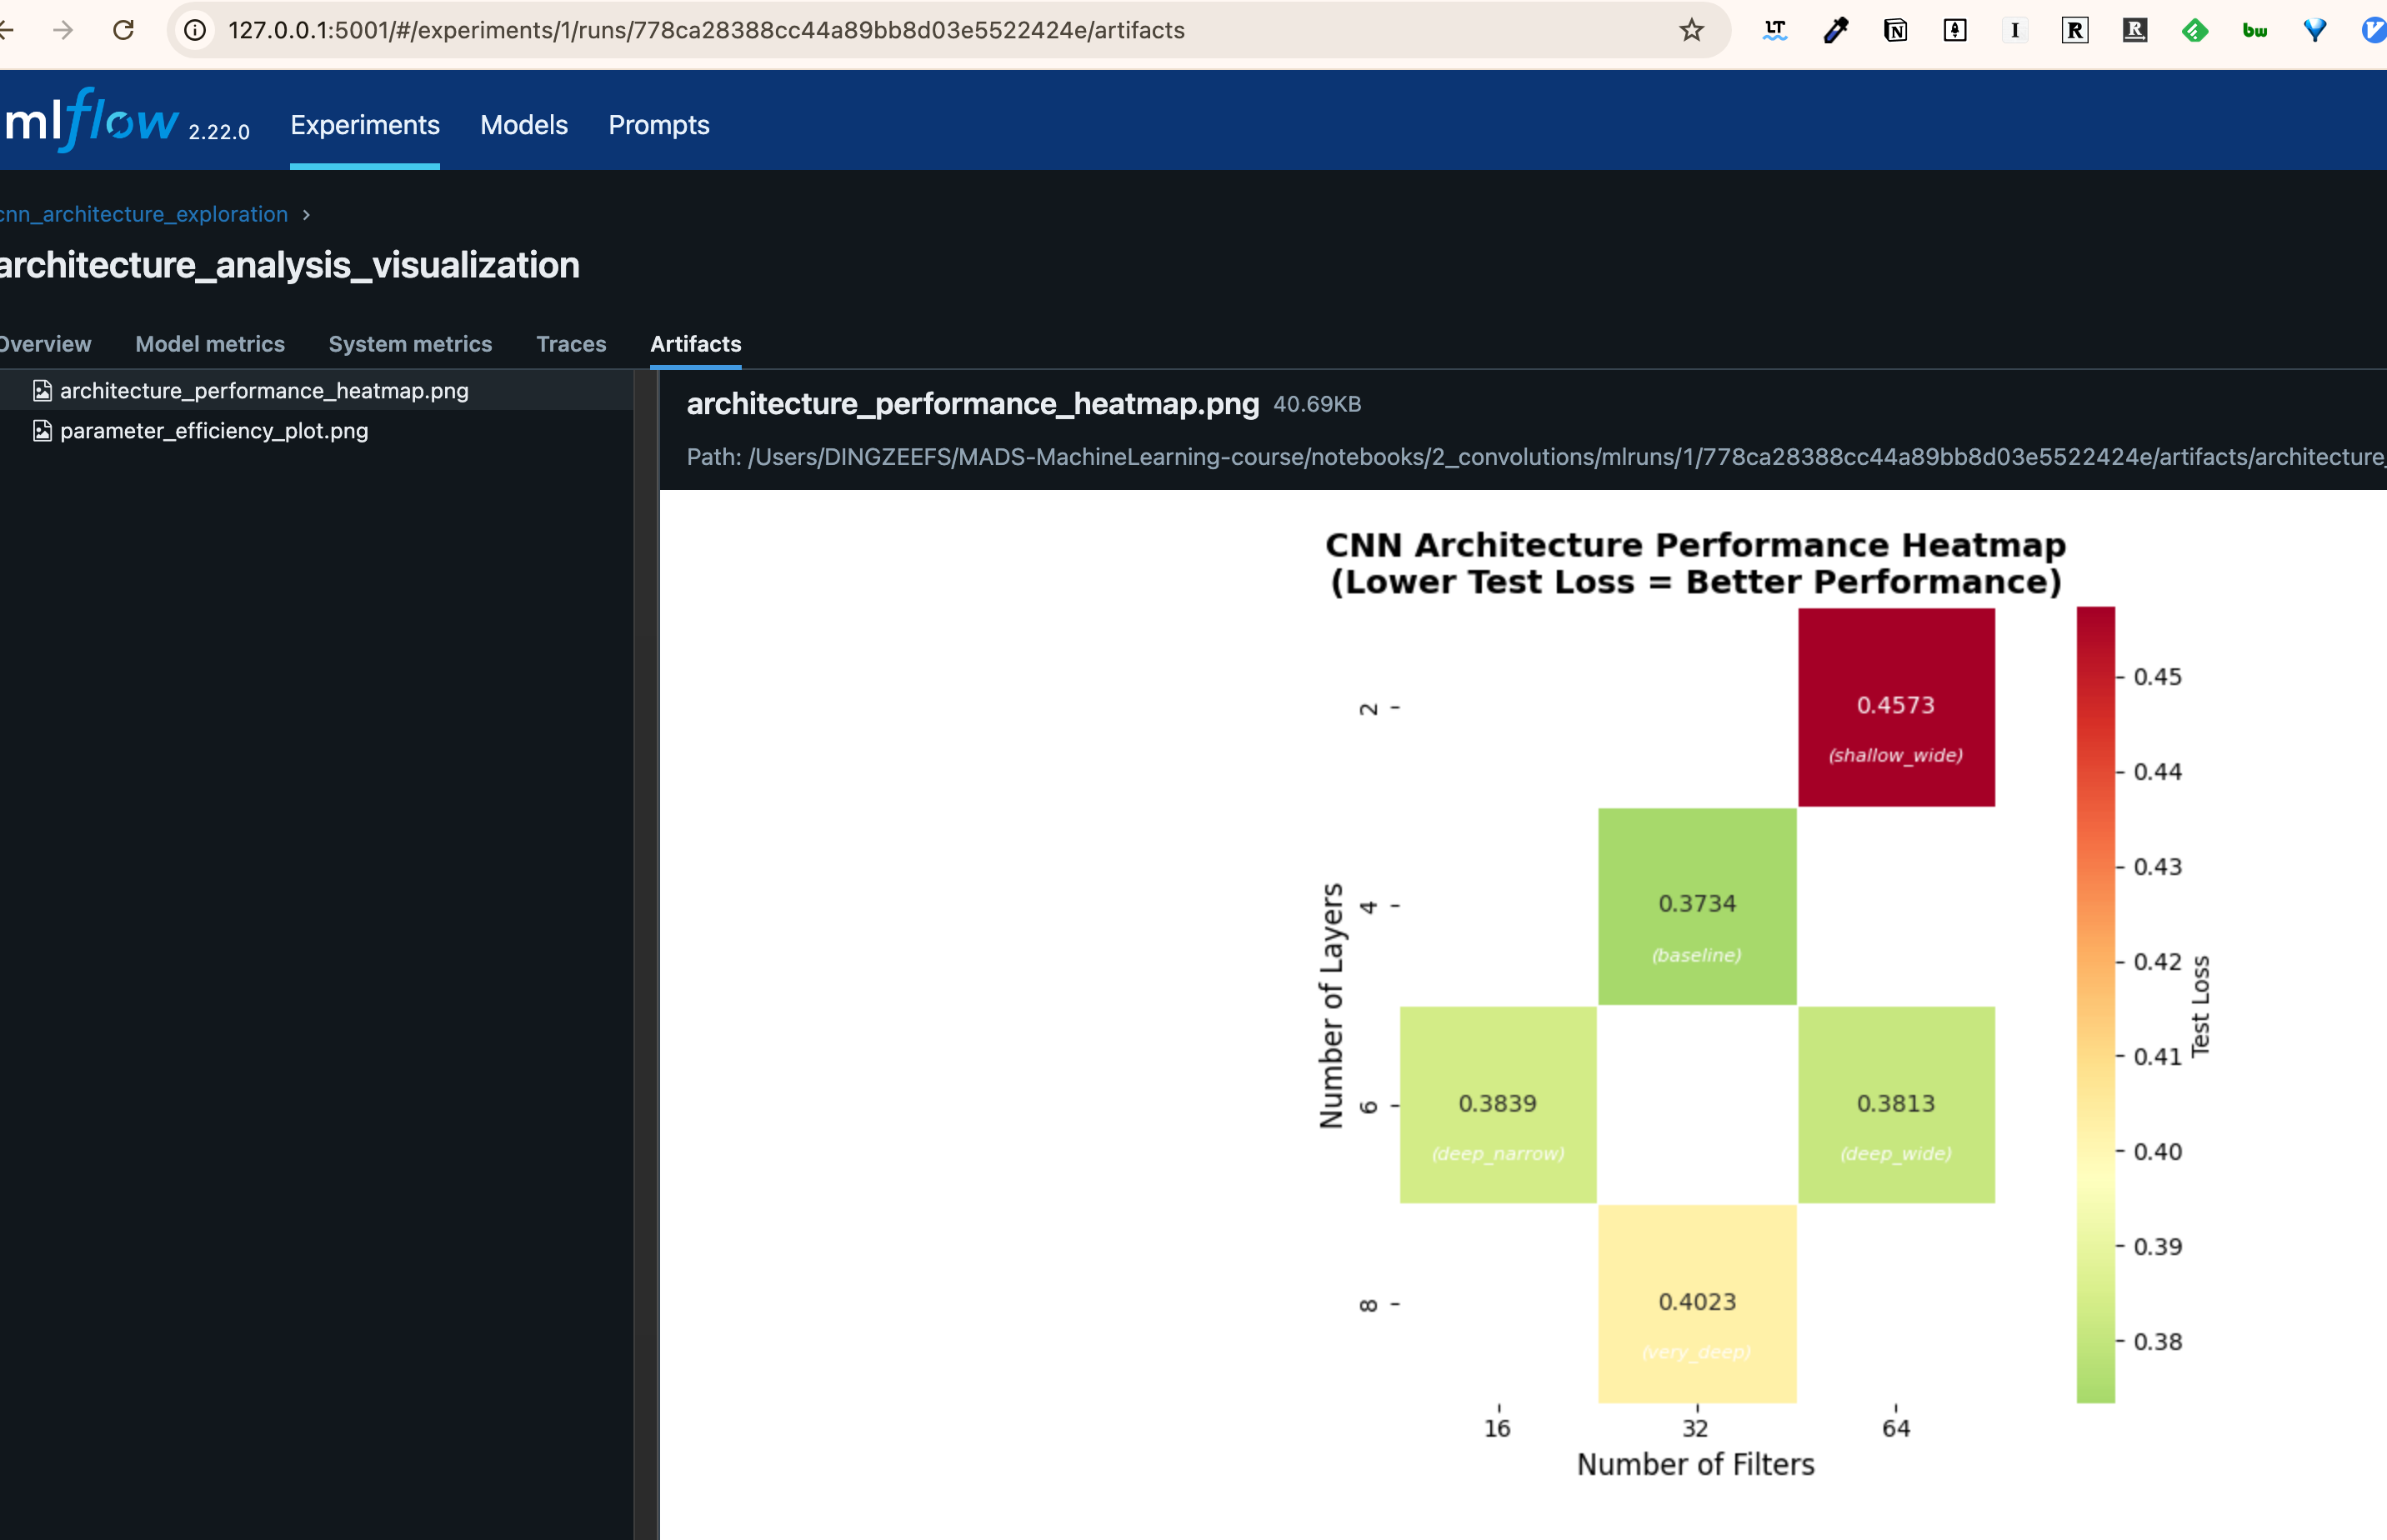 127.0.0.1:5001/#/experiments/1/runs/778ca28388cc44a89bb8d03e5522424e/artifacts
LT
N
I
R
R
bw
mlflow 2.22.0
Experiments
Models
Prompts
cnn_architecture_exploration
architecture_analysis_visualization
Overview
Model metrics
System metrics
Traces
Artifacts
architecture_performance_heatmap.png
parameter_efficiency_plot.png
architecture_performance_heatmap.png 40.69KB
Path: /Users/DINGZEEFS/MADS-MachineLearning-course/notebooks/2_convolutions/mlruns/1/778ca28388cc44a89bb8d03e5522424e/artifacts/architecture_
CNN Architecture Performance Heatmap
(Lower Test Loss = Better Performance)
Number of Layers
2
4
6
8
0.4573
(shallow_wide)
0.3734
(baseline)
0.3839
(deep_narrow)
0.3813
(deep_wide)
0.4023
(very_deep)
16
32
64
Number of Filters
0.45
0.44
0.43
0.42
0.41
0.40
0.39
0.38
Test Loss